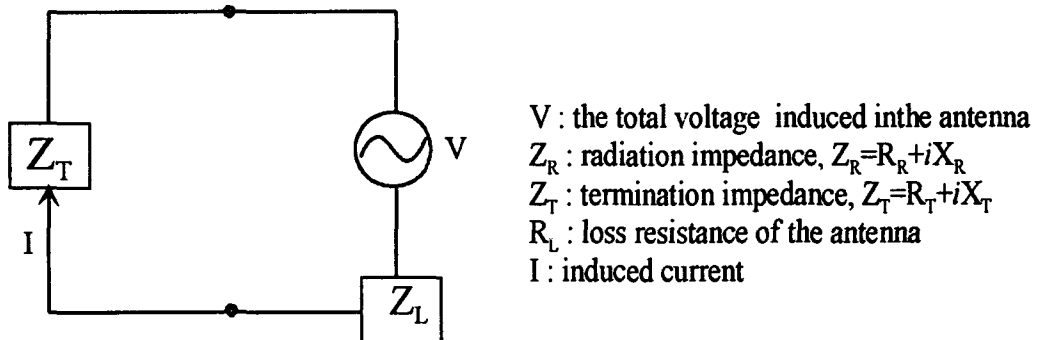 Z_T
V
I
Z_L
V : the total voltage induced inthe antenna
Z_R : radiation impedance, Z_R=R_R+iX_R
Z_T : termination impedance, Z_T=R_T+iX_T
R_L : loss resistance of the antenna
I : induced current